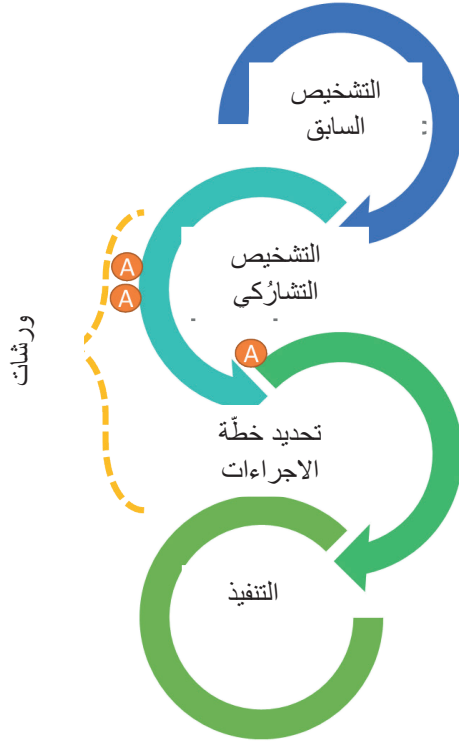 التشخيص
السابق
التشخيص
التشارُكي
A
A
A
ورشات
تحديد خطّة
الاجراءات
التنفيذ